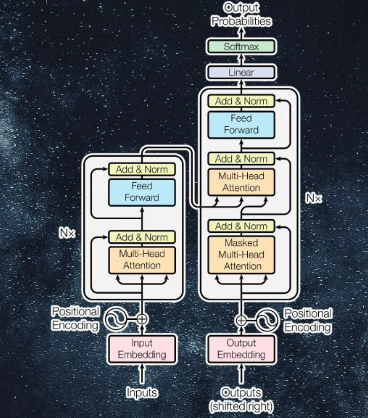 Output
Probabilities
Softmax
Linear
Add & Norm
Feed
Forward
Add & Norm
Multi-Head
Attention
Add & Norm
Masked
Multi-Head
Attention
Nx
Add & Norm
Feed
Forward
Add & Norm
Multi-Head
Attention
Nx
Positional
Encoding
Input
Embedding
Inputs
Positional
Encoding
Output
Embedding
Outputs
(shifted right)